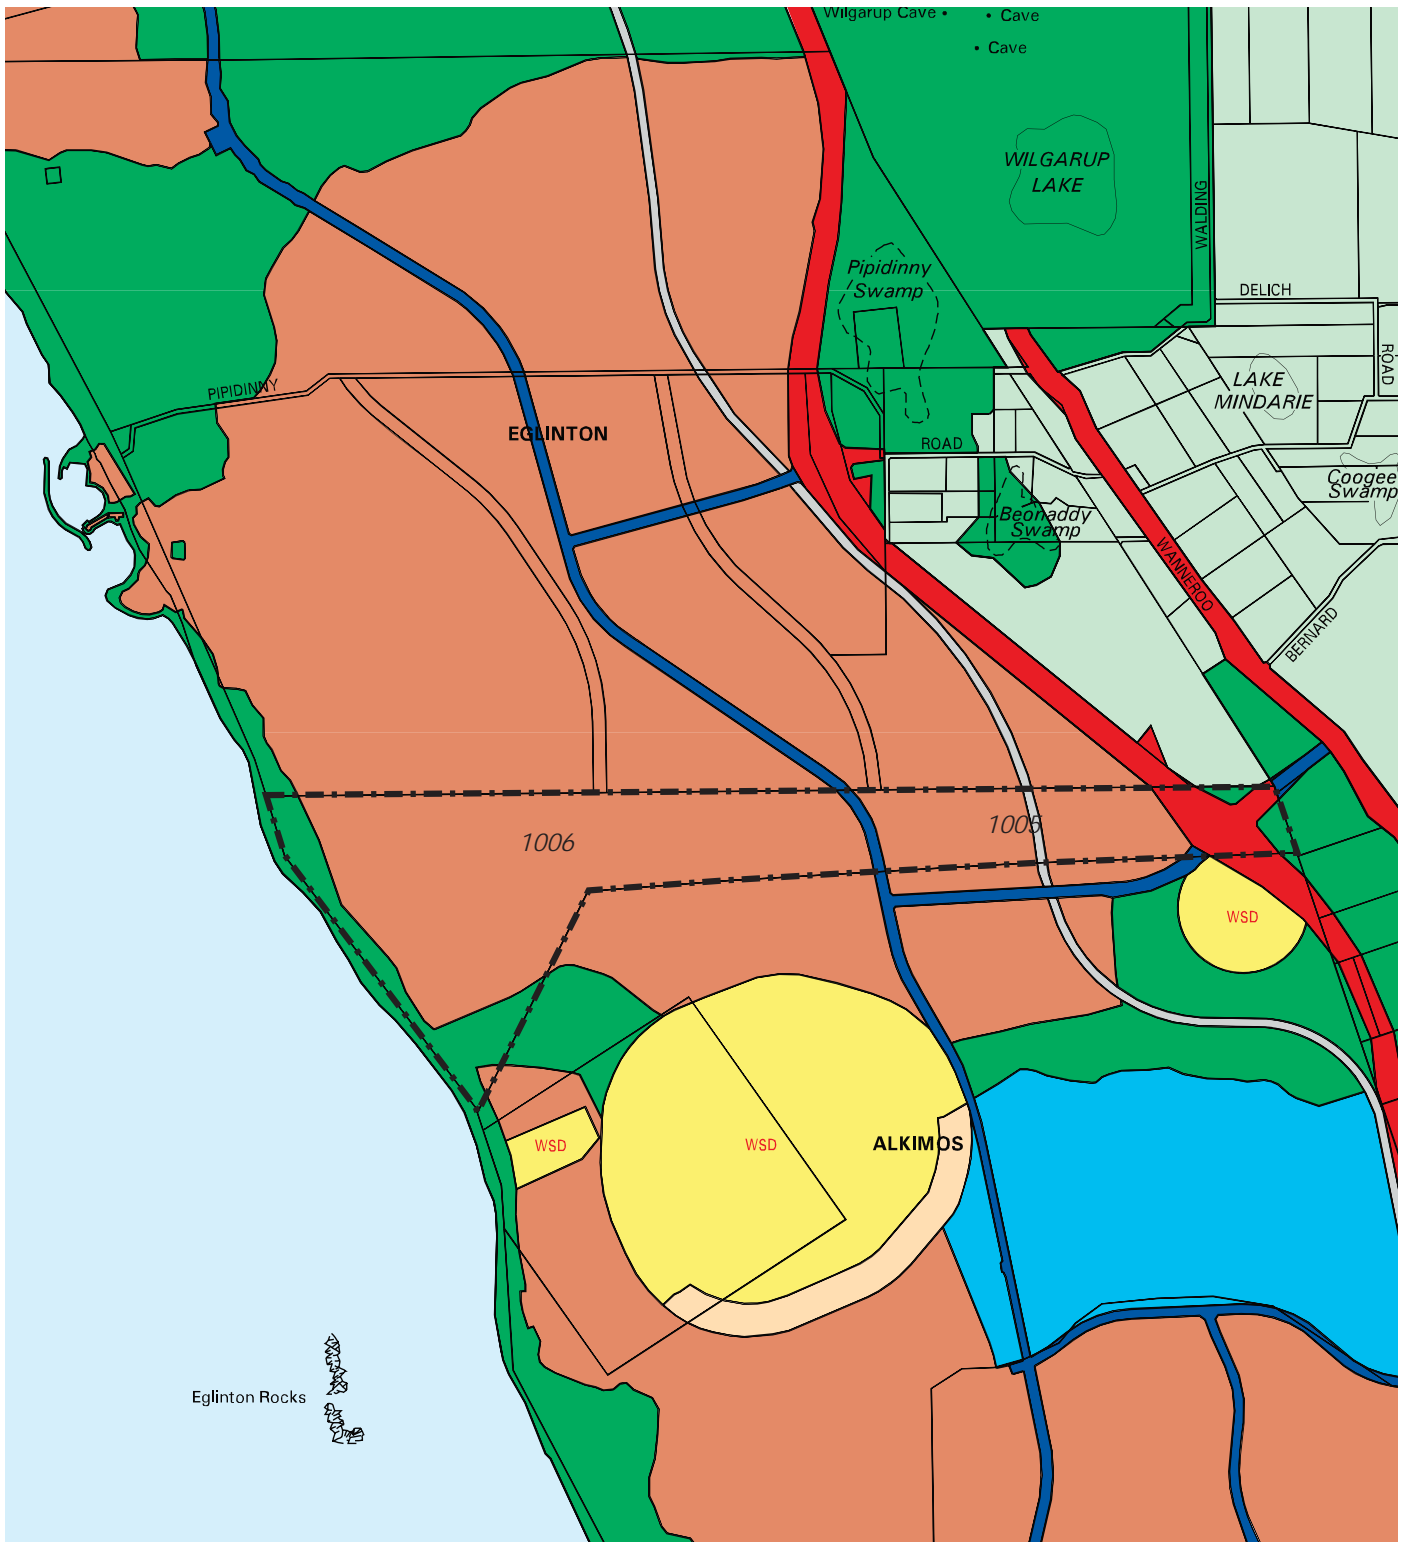 Wilgarup Cave •
• Cave
• Cave
WILGARUP
LAKE
WALDING
Pipidinny
Swamp
DELICH
ROAD
LAKE
MINDARIE
PIPIDINNY
EGLINTON
ROAD
Coogee
Swamp
Beonaddy
Swamp
WANNEROO
BERNARD
1005
1006
WSD
WSD
WSD
ALKIMOS
Eglinton Rocks